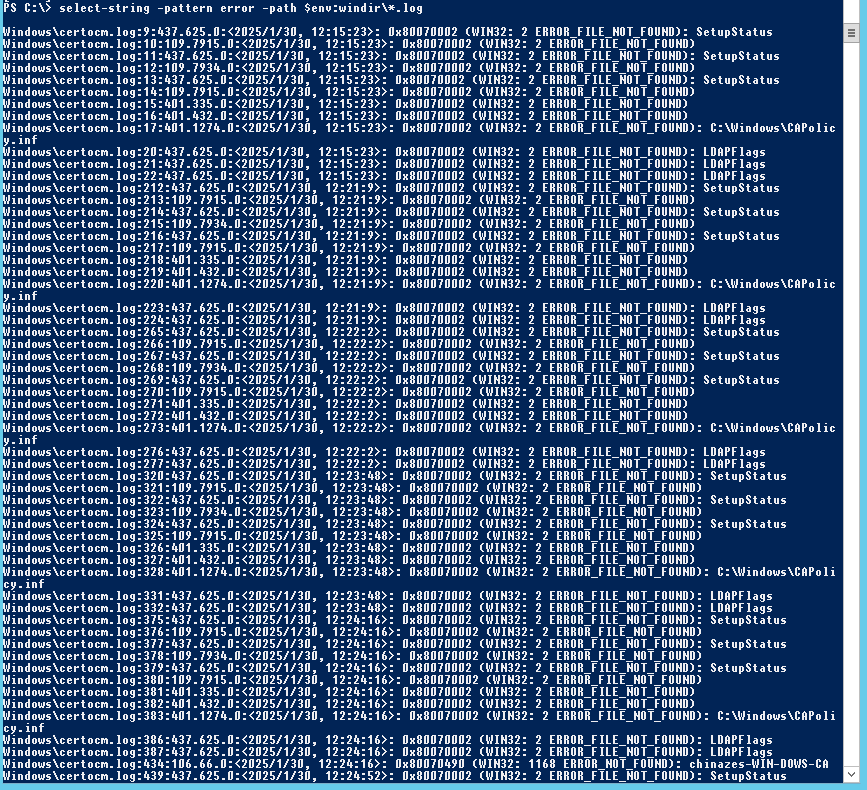 PS C:\> select-string -pattern error -path $env:windir\*.log
Windows\certocm.log:9:437.625.0:<2025/1/30, 12:15:23>: 0x80070002 (WIN32: 2 ERROR_FILE_NOT_FOUND): SetupStatus
Windows\certocm.log:10:109.7915.0:<2025/1/30, 12:15:23>: 0x80070002 (WIN32: 2 ERROR_FILE_NOT_FOUND)
Windows\certocm.log:11:437.625.0:<2025/1/30, 12:15:23>: 0x80070002 (WIN32: 2 ERROR_FILE_NOT_FOUND): SetupStatus
Windows\certocm.log:12:109.7934.0:<2025/1/30, 12:15:23>: 0x80070002 (WIN32: 2 ERROR_FILE_NOT_FOUND)
Windows\certocm.log:13:437.625.0:<2025/1/30, 12:15:23>: 0x80070002 (WIN32: 2 ERROR_FILE_NOT_FOUND): SetupStatus
Windows\certocm.log:14:109.7915.0:<2025/1/30, 12:15:23>: 0x80070002 (WIN32: 2 ERROR_FILE_NOT_FOUND)
Windows\certocm.log:15:401.335.0:<2025/1/30, 12:15:23>: 0x80070002 (WIN32: 2 ERROR_FILE_NOT_FOUND)
Windows\certocm.log:16:401.432.0:<2025/1/30, 12:15:23>: 0x80070002 (WIN32: 2 ERROR_FILE_NOT_FOUND)
Windows\certocm.log:17:401.1274.0:<2025/1/30, 12:15:23>: 0x80070002 (WIN32: 2 ERROR_FILE_NOT_FOUND): C:\Windows\CAPolic
y.inf
Windows\certocm.log:20:437.625.0:<2025/1/30, 12:15:23>: 0x80070002 (WIN32: 2 ERROR_FILE_NOT_FOUND): LDAPFlags
Windows\certocm.log:21:437.625.0:<2025/1/30, 12:15:23>: 0x80070002 (WIN32: 2 ERROR_FILE_NOT_FOUND): LDAPFlags
Windows\certocm.log:22:437.625.0:<2025/1/30, 12:15:23>: 0x80070002 (WIN32: 2 ERROR_FILE_NOT_FOUND): LDAPFlags
Windows\certocm.log:212:437.625.0:<2025/1/30, 12:21:9>: 0x80070002 (WIN32: 2 ERROR_FILE_NOT_FOUND): SetupStatus
Windows\certocm.log:213:109.7915.0:<2025/1/30, 12:21:9>: 0x80070002 (WIN32: 2 ERROR_FILE_NOT_FOUND)
Windows\certocm.log:214:437.625.0:<2025/1/30, 12:21:9>: 0x80070002 (WIN32: 2 ERROR_FILE_NOT_FOUND): SetupStatus
Windows\certocm.log:215:109.7934.0:<2025/1/30, 12:21:9>: 0x80070002 (WIN32: 2 ERROR_FILE_NOT_FOUND)
Windows\certocm.log:216:437.625.0:<2025/1/30, 12:21:9>: 0x80070002 (WIN32: 2 ERROR_FILE_NOT_FOUND): SetupStatus
Windows\certocm.log:217:109.7915.0:<2025/1/30, 12:21:9>: 0x80070002 (WIN32: 2 ERROR_FILE_NOT_FOUND)
Windows\certocm.log:218:401.335.0:<2025/1/30, 12:21:9>: 0x80070002 (WIN32: 2 ERROR_FILE_NOT_FOUND)
Windows\certocm.log:219:401.432.0:<2025/1/30, 12:21:9>: 0x80070002 (WIN32: 2 ERROR_FILE_NOT_FOUND)
Windows\certocm.log:220:401.1274.0:<2025/1/30, 12:21:9>: 0x80070002 (WIN32: 2 ERROR_FILE_NOT_FOUND): C:\Windows\CAPolic
y.inf
Windows\certocm.log:223:437.625.0:<2025/1/30, 12:21:9>: 0x80070002 (WIN32: 2 ERROR_FILE_NOT_FOUND): LDAPFlags
Windows\certocm.log:224:437.625.0:<2025/1/30, 12:21:9>: 0x80070002 (WIN32: 2 ERROR_FILE_NOT_FOUND): LDAPFlags
Windows\certocm.log:265:437.625.0:<2025/1/30, 12:22:2>: 0x80070002 (WIN32: 2 ERROR_FILE_NOT_FOUND): SetupStatus
Windows\certocm.log:266:109.7915.0:<2025/1/30, 12:22:2>: 0x80070002 (WIN32: 2 ERROR_FILE_NOT_FOUND)
Windows\certocm.log:267:437.625.0:<2025/1/30, 12:22:2>: 0x80070002 (WIN32: 2 ERROR_FILE_NOT_FOUND): SetupStatus
Windows\certocm.log:268:109.7934.0:<2025/1/30, 12:22:2>: 0x80070002 (WIN32: 2 ERROR_FILE_NOT_FOUND)
Windows\certocm.log:269:437.625.0:<2025/1/30, 12:22:2>: 0x80070002 (WIN32: 2 ERROR_FILE_NOT_FOUND): SetupStatus
Windows\certocm.log:270:109.7915.0:<2025/1/30, 12:22:2>: 0x80070002 (WIN32: 2 ERROR_FILE_NOT_FOUND)
Windows\certocm.log:271:401.335.0:<2025/1/30, 12:22:2>: 0x80070002 (WIN32: 2 ERROR_FILE_NOT_FOUND)
Windows\certocm.log:272:401.432.0:<2025/1/30, 12:22:2>: 0x80070002 (WIN32: 2 ERROR_FILE_NOT_FOUND)
Windows\certocm.log:273:401.1274.0:<2025/1/30, 12:22:2>: 0x80070002 (WIN32: 2 ERROR_FILE_NOT_FOUND): C:\Windows\CAPolic
y.inf
Windows\certocm.log:276:437.625.0:<2025/1/30, 12:22:2>: 0x80070002 (WIN32: 2 ERROR_FILE_NOT_FOUND): LDAPFlags
Windows\certocm.log:277:437.625.0:<2025/1/30, 12:22:2>: 0x80070002 (WIN32: 2 ERROR_FILE_NOT_FOUND): LDAPFlags
Windows\certocm.log:320:437.625.0:<2025/1/30, 12:23:48>: 0x80070002 (WIN32: 2 ERROR_FILE_NOT_FOUND): SetupStatus
Windows\certocm.log:321:109.7915.0:<2025/1/30, 12:23:48>: 0x80070002 (WIN32: 2 ERROR_FILE_NOT_FOUND)
Windows\certocm.log:322:437.625.0:<2025/1/30, 12:23:48>: 0x80070002 (WIN32: 2 ERROR_FILE_NOT_FOUND): SetupStatus
Windows\certocm.log:323:109.7934.0:<2025/1/30, 12:23:48>: 0x80070002 (WIN32: 2 ERROR_FILE_NOT_FOUND)
Windows\certocm.log:324:437.625.0:<2025/1/30, 12:23:48>: 0x80070002 (WIN32: 2 ERROR_FILE_NOT_FOUND): SetupStatus
Windows\certocm.log:325:109.7915.0:<2025/1/30, 12:23:48>: 0x80070002 (WIN32: 2 ERROR_FILE_NOT_FOUND)
Windows\certocm.log:326:401.335.0:<2025/1/30, 12:23:48>: 0x80070002 (WIN32: 2 ERROR_FILE_NOT_FOUND)
Windows\certocm.log:327:401.432.0:<2025/1/30, 12:23:48>: 0x80070002 (WIN32: 2 ERROR_FILE_NOT_FOUND)
Windows\certocm.log:328:401.1274.0:<2025/1/30, 12:23:48>: 0x80070002 (WIN32: 2 ERROR_FILE_NOT_FOUND): C:\Windows\CAPoli
cy.inf
Windows\certocm.log:331:437.625.0:<2025/1/30, 12:23:48>: 0x80070002 (WIN32: 2 ERROR_FILE_NOT_FOUND): LDAPFlags
Windows\certocm.log:332:437.625.0:<2025/1/30, 12:23:48>: 0x80070002 (WIN32: 2 ERROR_FILE_NOT_FOUND): LDAPFlags
Windows\certocm.log:375:437.625.0:<2025/1/30, 12:24:16>: 0x80070002 (WIN32: 2 ERROR_FILE_NOT_FOUND): SetupStatus
Windows\certocm.log:376:109.7915.0:<2025/1/30, 12:24:16>: 0x80070002 (WIN32: 2 ERROR_FILE_NOT_FOUND)
Windows\certocm.log:377:437.625.0:<2025/1/30, 12:24:16>: 0x80070002 (WIN32: 2 ERROR_FILE_NOT_FOUND): SetupStatus
Windows\certocm.log:378:109.7934.0:<2025/1/30, 12:24:16>: 0x80070002 (WIN32: 2 ERROR_FILE_NOT_FOUND)
Windows\certocm.log:379:437.625.0:<2025/1/30, 12:24:16>: 0x80070002 (WIN32: 2 ERROR_FILE_NOT_FOUND): SetupStatus
Windows\certocm.log:380:109.7915.0:<2025/1/30, 12:24:16>: 0x80070002 (WIN32: 2 ERROR_FILE_NOT_FOUND)
Windows\certocm.log:381:401.335.0:<2025/1/30, 12:24:16>: 0x80070002 (WIN32: 2 ERROR_FILE_NOT_FOUND)
Windows\certocm.log:382:401.432.0:<2025/1/30, 12:24:16>: 0x80070002 (WIN32: 2 ERROR_FILE_NOT_FOUND)
Windows\certocm.log:383:401.1274.0:<2025/1/30, 12:24:16>: 0x80070002 (WIN32: 2 ERROR_FILE_NOT_FOUND): C:\Windows\CAPoli
cy.inf
Windows\certocm.log:386:437.625.0:<2025/1/30, 12:24:16>: 0x80070002 (WIN32: 2 ERROR_FILE_NOT_FOUND): LDAPFlags
Windows\certocm.log:387:437.625.0:<2025/1/30, 12:24:16>: 0x80070002 (WIN32: 2 ERROR_FILE_NOT_FOUND): LDAPFlags
Windows\certocm.log:434:106.66.0:<2025/1/30, 12:24:16>: 0x80070490 (WIN32: 1168 ERROR_NOT_FOUND): chinazes-WIN-DOWS-CA
Windows\certocm.log:439:437.625.0:<2025/1/30, 12:24:52>: 0x80070002 (WIN32: 2 ERROR_FILE_NOT_FOUND): SetupStatus